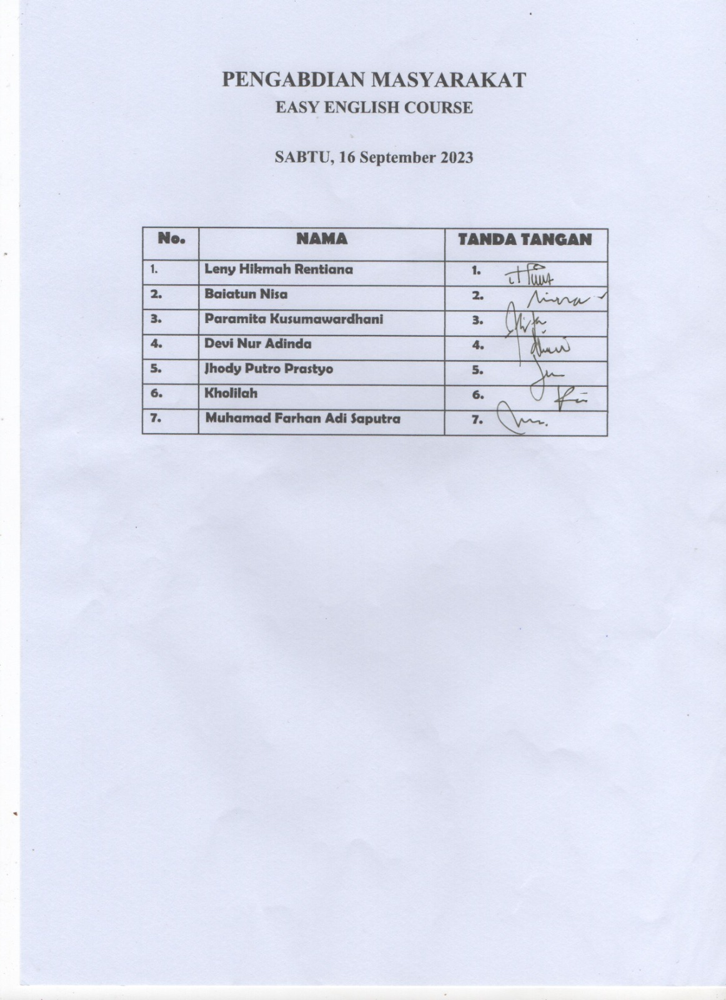 PENGABDIAN MASYARAKAT
EASY ENGLISH COURSE
SABTU, 16 September 2023
No. NAMA TANDA TANGAN
1. Leny Hikmah Rentiana 1.
2. Baiatun Nisa 2.
3. Paramita Kusumawardhani 3.
4. Devi Nur Adinda 4.
5. Jhody Putro Prastyo 5.
6. Kholilah 6.
7. Muhamad Farhan Adi Saputra 7.